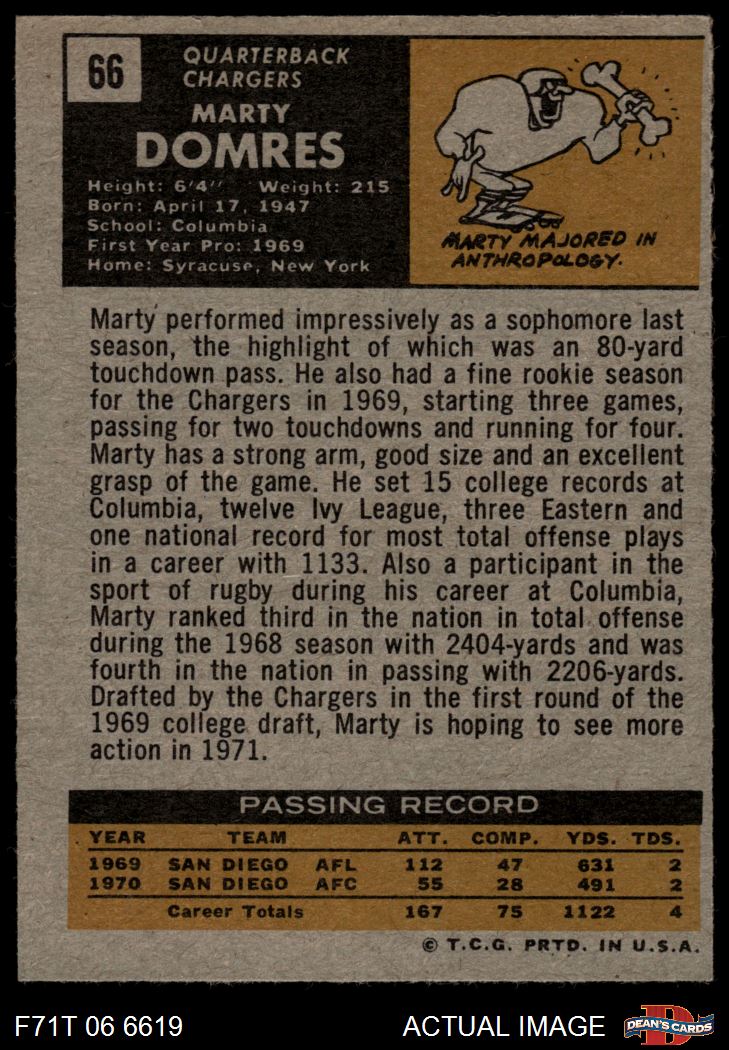 66
QUARTERBACK
CHARGERS
MARTY
DOMRES
Height: 6'4'' Weight: 215
Born: April 17, 1947
School: Columbia
First Year Pro: 1969
Home: Syracuse, New York
MARTY MAJORED IN
ANTHROPOLOGY.
Marty performed impressively as a sophomore last
season, the highlight of which was an 80-yard
touchdown pass. He also had a fine rookie season
for the Chargers in 1969, starting three games,
passing for two touchdowns and running for four.
Marty has a strong arm, good size and an excellent
grasp of the game. He set 15 college records at
Columbia, twelve Ivy League, three Eastern and
one national record for most total offense plays
in a career with 1133. Also a participant in the
sport of rugby during his career at Columbia,
Marty ranked third in the nation in total offense
during the 1968 season with 2404-yards and was
fourth in the nation in passing with 2206-yards.
Drafted by the Chargers in the first round of the
1969 college draft, Marty is hoping to see more
action in 1971.
PASSING RECORD
YEAR TEAM ATT. COMP. YDS. TDS.
1969 SAN DIEGO AFL 112 47 631 2
1970 SAN DIEGO AFC 55 28 491 2
Career Totals 167 75 1122 4
© T.C.G. PRTD. IN U.S.A.
F71T 06 6619 ACTUAL IMAGE DEAN'S CARDS